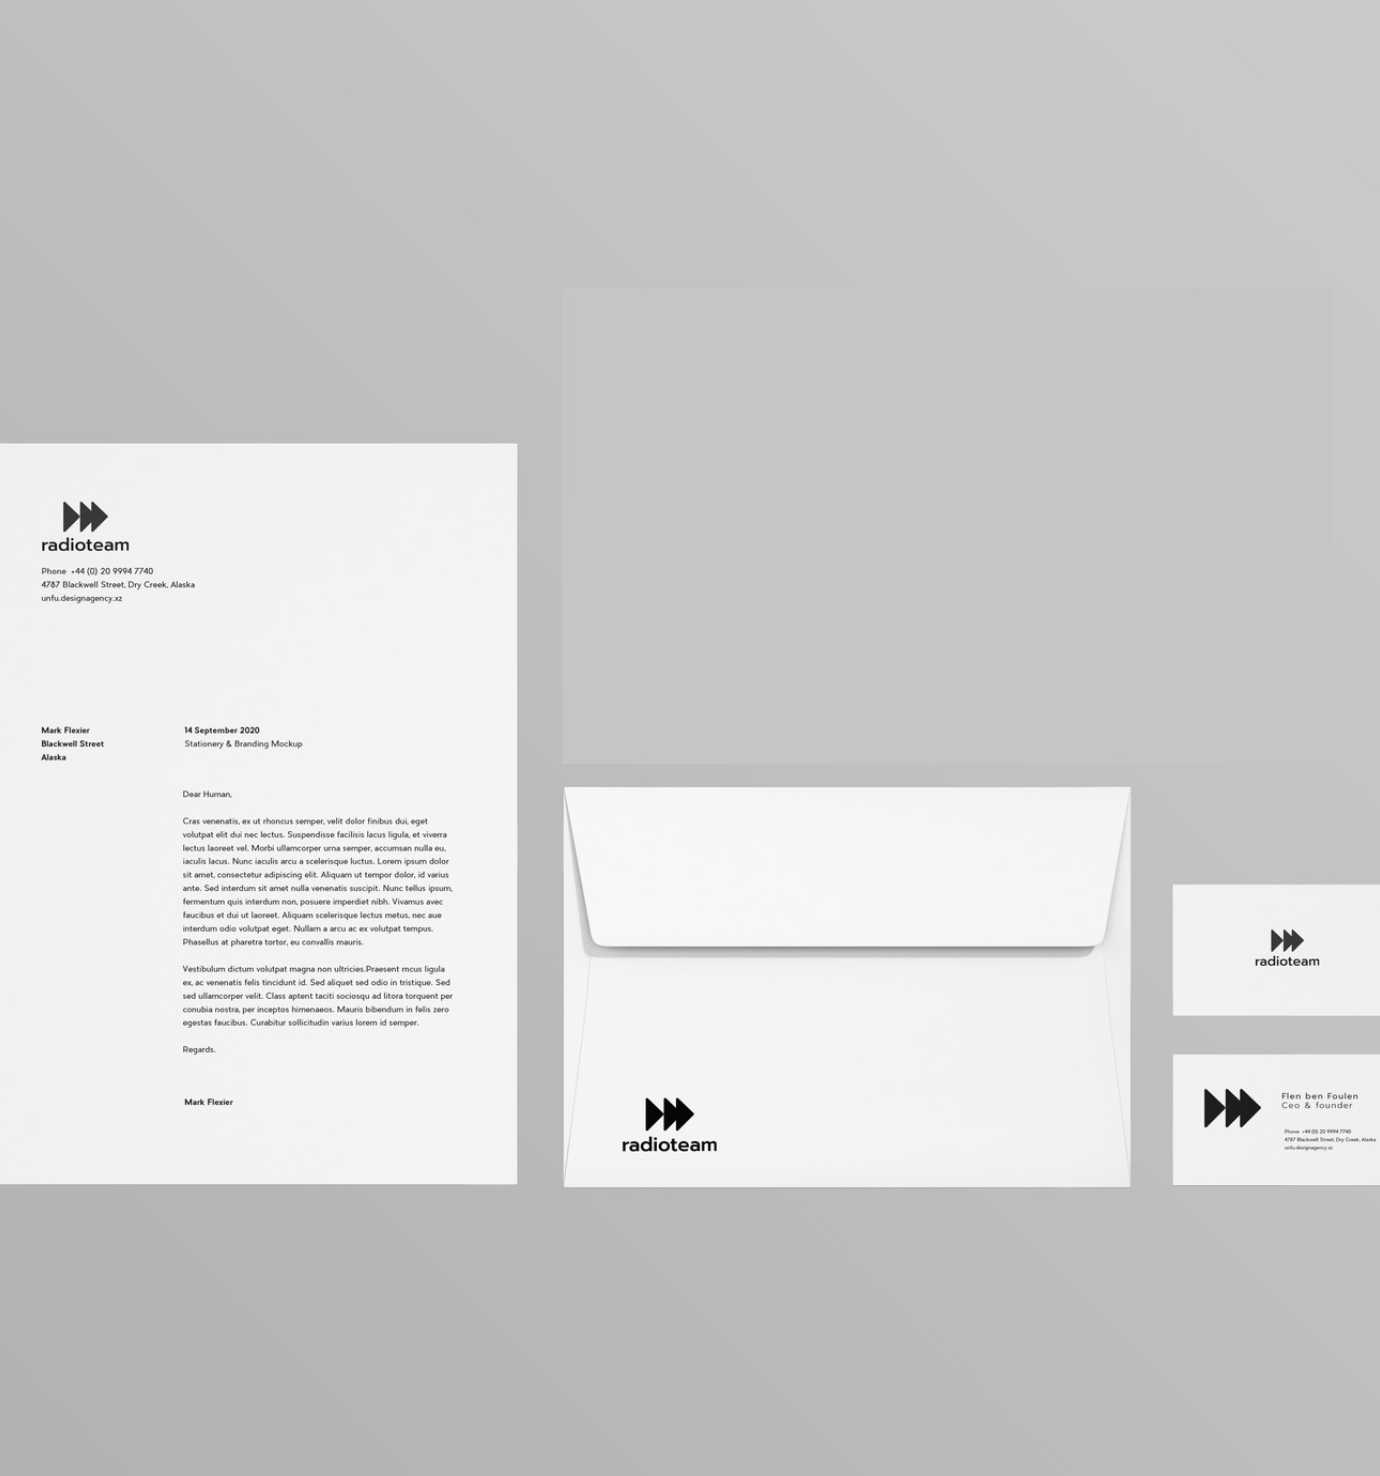 radioteam
Phone +44 (0) 20 9994 7740
4787 Blackwell Street, Dry Creek, Alaska
unfu.designagency.xz
Mark Flexier
Blackwell Street
Alaska
14 September 2020
Stationery & Branding Mockup
Dear Human,
Cras venenatis, ex ut rhoncus semper, velit dolor finibus dui, eget
volutpat elit dui nec lectus. Suspendisse facilisis lacus ligula, et viverra
lectus laoreet vel. Morbi ullamcorper urna semper, accumsan nulla eu,
iaculis lacus. Nunc iaculis arcu a scelerisque luctus. Lorem ipsum dolor
sit amet, consectetur adipiscing elit. Aliquam ut tempor dolor, id varius
ante. Sed interdum sit amet nulla venenatis suscipit. Nunc tellus ipsum,
fermentum quis interdum non, posuere imperdiet nibh. Vivamus avec
faucibus et dui ut laoreet. Aliquam scelerisque lectus metus, nec aue
interdum odio volutpat eget. Nullam a arcu ac ex volutpat tempus.
Phasellus at pharetra tortor, eu convallis mauris.
Vestibulum dictum volutpat magna non ultricies.Praesent mcus ligula
ex, ac venenatis felis tincidunt id. Sed aliquet sed odio in tristique. Sed
sed ullamcorper velit. Class aptent taciti sociosqu ad litora torquent per
conubia nostra, per inceptos himenaeos. Mauris bibendum in felis zero
egestas faucibus. Curabitur sollicitudin varius lorem id semper.
Regards.
Mark Flexier
radioteam
radioteam
Flen ben Foulen
Ceo & founder
Phone +44 (0) 20 9994 7740
4787 Blackwell Street, Dry Creek, Alaska
unfu.designagency.xz